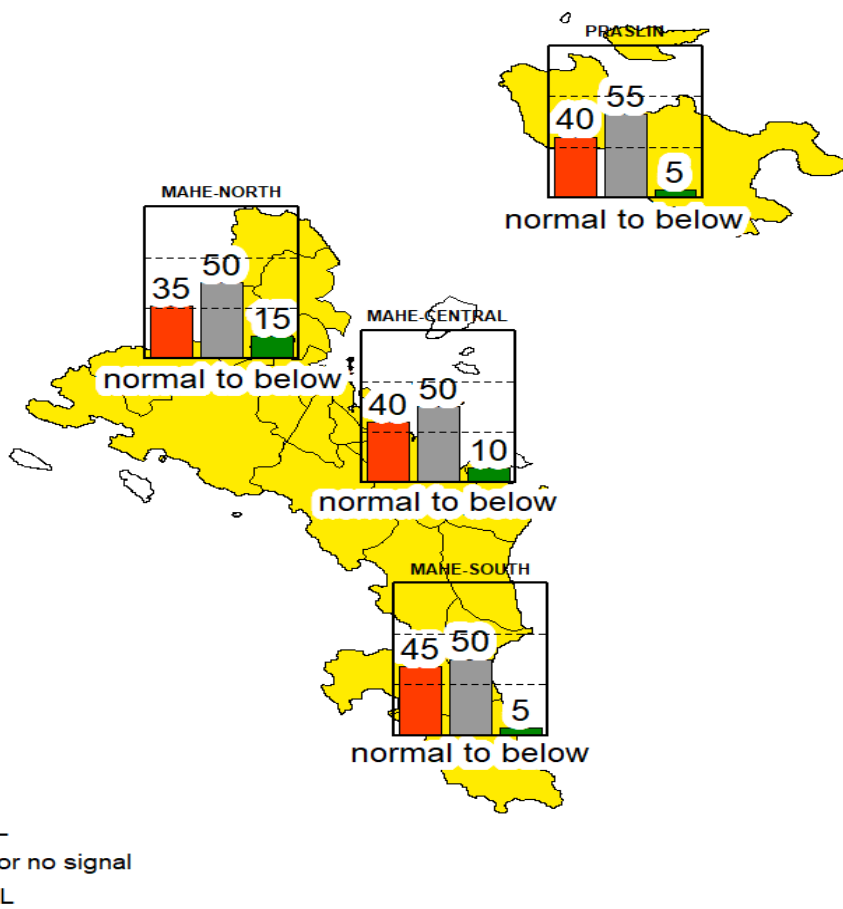 PRASLIN
55
40
5
normal to below
MAHE-NORTH
50
35
15
normal to below
MAHE-CENTRAL
50
40
10
normal to below
MAHE-SOUTH
50
45
5
normal to below
L
or no signal
L